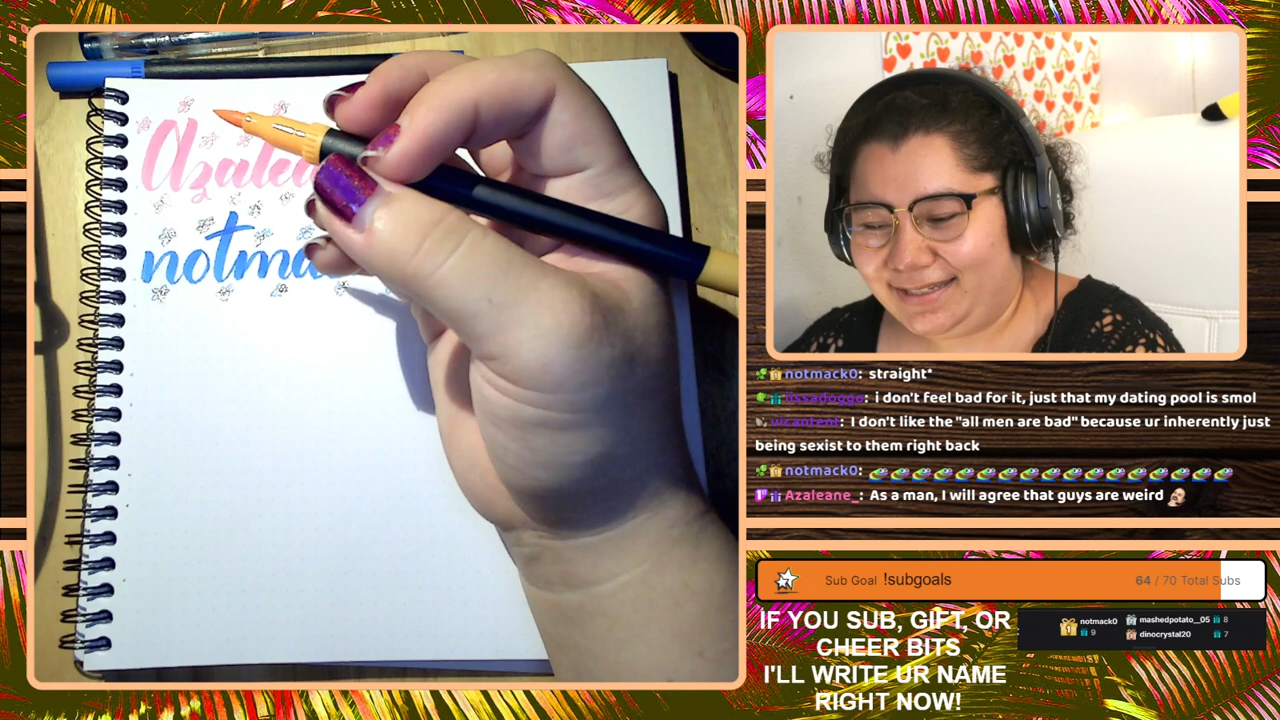 Azalea
notma
notmack0: straight*
lissadoggo: i don't feel bad for it, just that my dating pool is smol
I don't like the "all men are bad" because ur inherently just
being sexist to them right back
notmack0:
Azaleane_: As a man, I will agree that guys are weird
Sub Goal !subgoals
64 / 70 Total Subs
IF YOU SUB, GIFT, OR
CHEER BITS
I'LL WRITE UR NAME
RIGHT NOW!
notmack0
9
mashedpotato__05 8
dinocrystal20 7